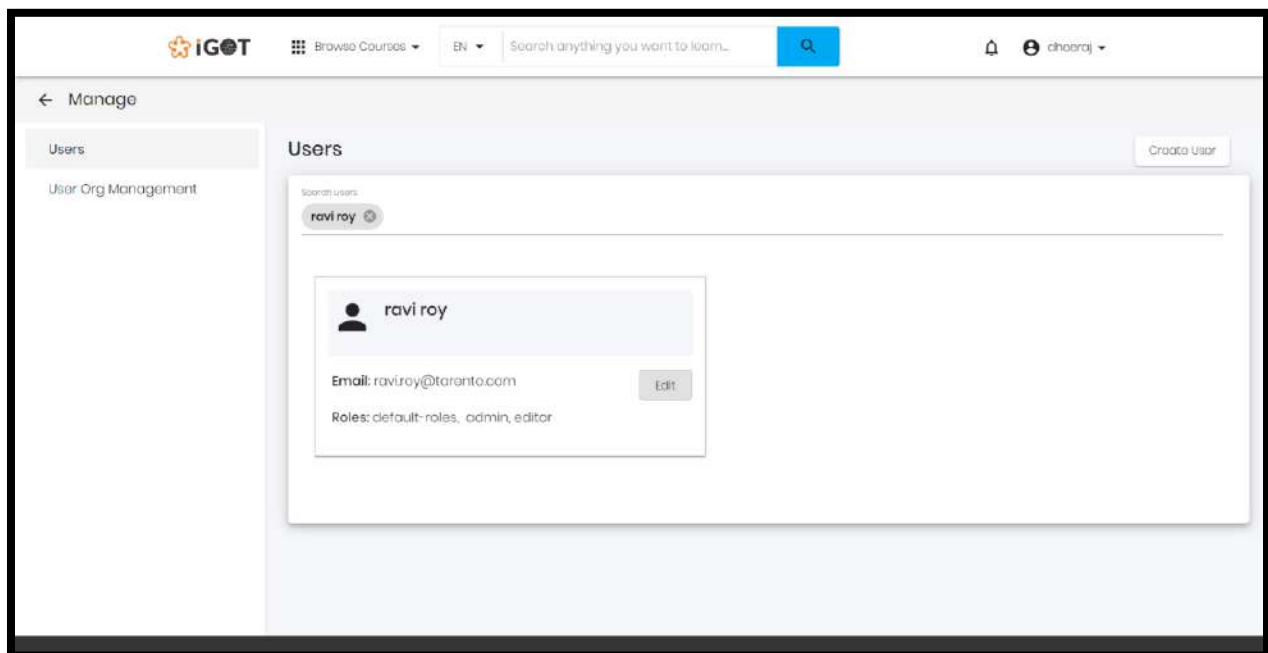 iGOT Browse Courses EN Search anything you want to learn... dheeraj
Manage
Users
User Org Management
Users
Create User
Search users
ravi roy
ravi roy
Email: ravi.roy@tarento.com
Edit
Roles: default-roles, admin, editor